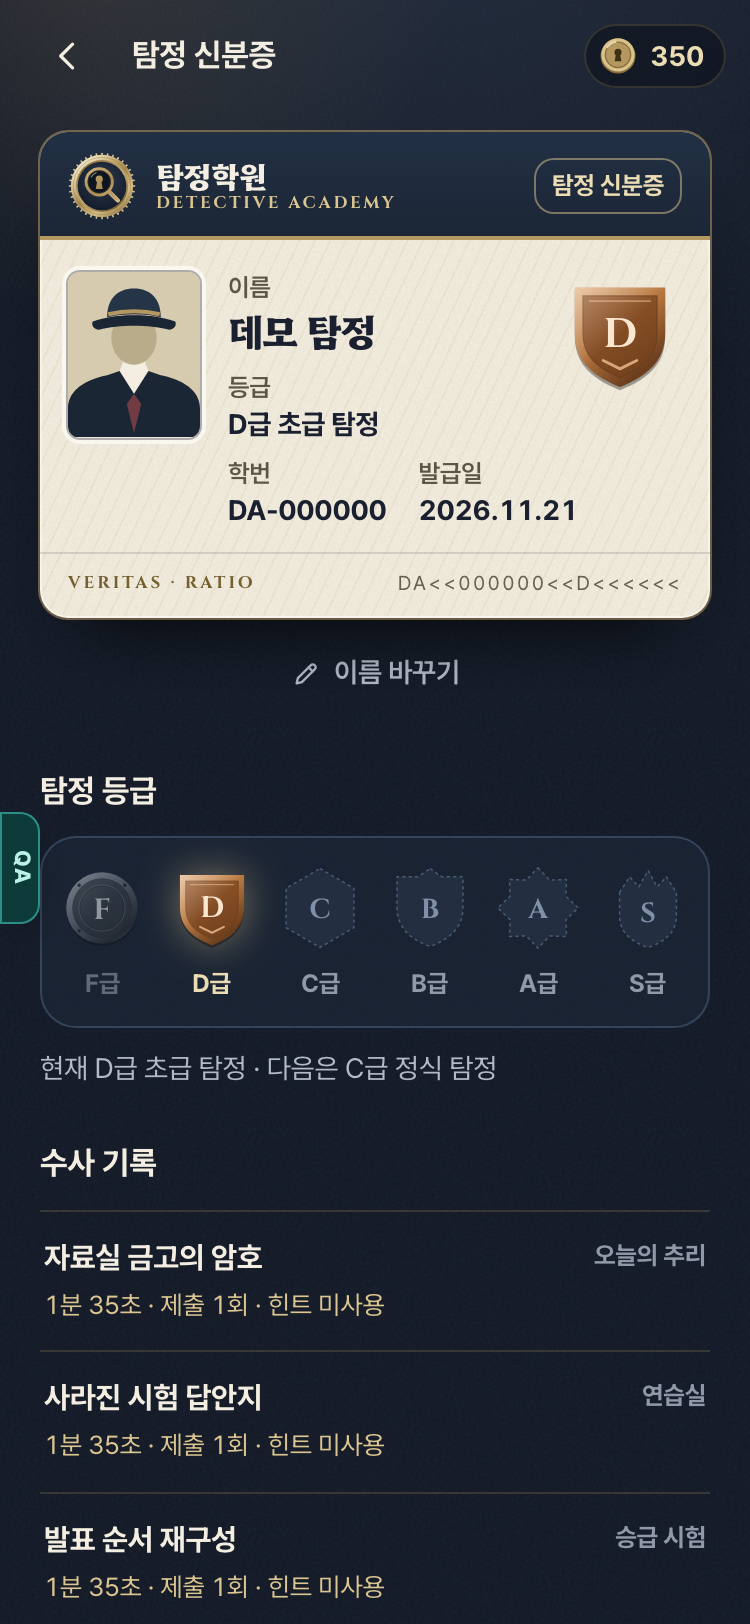 탐정 신분증
350
탐정학원
DETECTIVE ACADEMY
탐정 신분증
이름
데모 탐정
D
등급
D급 초급 탐정
학번
발급일
DA-000000
2026.11.21
VERITAS · RATIO
DA<<000000<<D<<<<<<
이름 바꾸기
탐정 등급
QA
F
D
C
B
A
S
F급
D급
C급
B급
A급
S급
현재 D급 초급 탐정 · 다음은 C급 정식 탐정
수사 기록
자료실 금고의 암호
오늘의 추리
1분 35초 · 제출 1회 · 힌트 미사용
사라진 시험 답안지
연습실
1분 35초 · 제출 1회 · 힌트 미사용
발표 순서 재구성
승급 시험
1분 35초 · 제출 1회 · 힌트 미사용